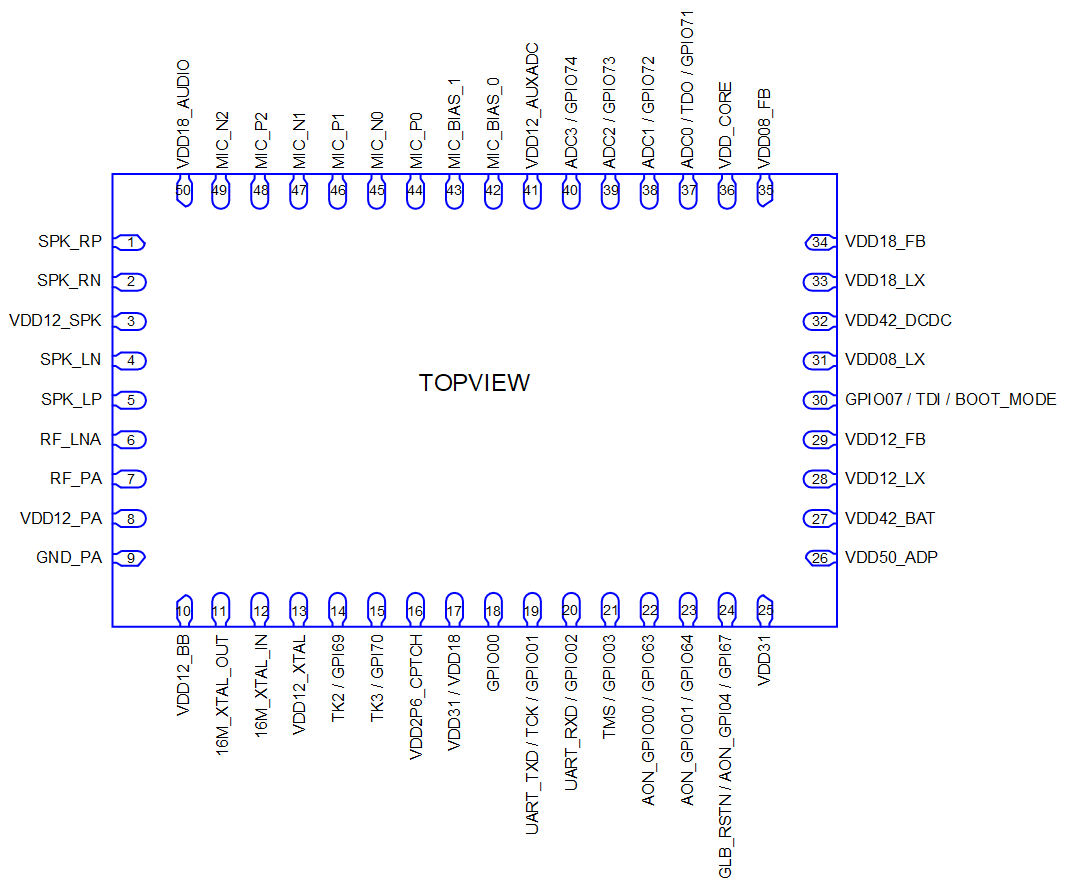 VDD18_AUDIO
MIC_N2
MIC_P2
MIC_N1
MIC_P1
MIC_N0
MIC_P0
MIC_BIAS_1
MIC_BIAS_0
VDD12_AUXADC
ADC3 / GPIO74
ADC2 / GPIO73
ADC1 / GPIO72
ADC0 / TDO / GPIO71
VDD_CORE
VDD08_FB
50 49 48 47 46 45 44 43 42 41 40 39 38 37 36 35
SPK_RP 1 34 VDD18_FB
SPK_RN 2 33 VDD18_LX
VDD12_SPK 3 32 VDD42_DCDC
SPK_LN 4 31 VDD08_LX
TOPVIEW
SPK_LP 5 30 GPIO07 / TDI / BOOT_MODE
RF_LNA 6 29 VDD12_FB
RF_PA 7 28 VDD12_LX
VDD12_PA 8 27 VDD42_BAT
GND_PA 9 26 VDD50_ADP
10 11 12 13 14 15 16 17 18 19 20 21 22 23 24 25
VDD12_BB
16M_XTAL_OUT
16M_XTAL_IN
VDD12_XTAL
TK2 / GPI69
TK3 / GPI70
VDD2P6_CPTCH
VDD31 / VDD18
GPIO00
UART_TXD / TCK / GPIO01
UART_RXD / GPIO02
TMS / GPIO03
AON_GPIO00 / GPIO63
AON_GPIO01 / GPIO64
GLB_RSTN / AON_GPI04 / GPI67
VDD31